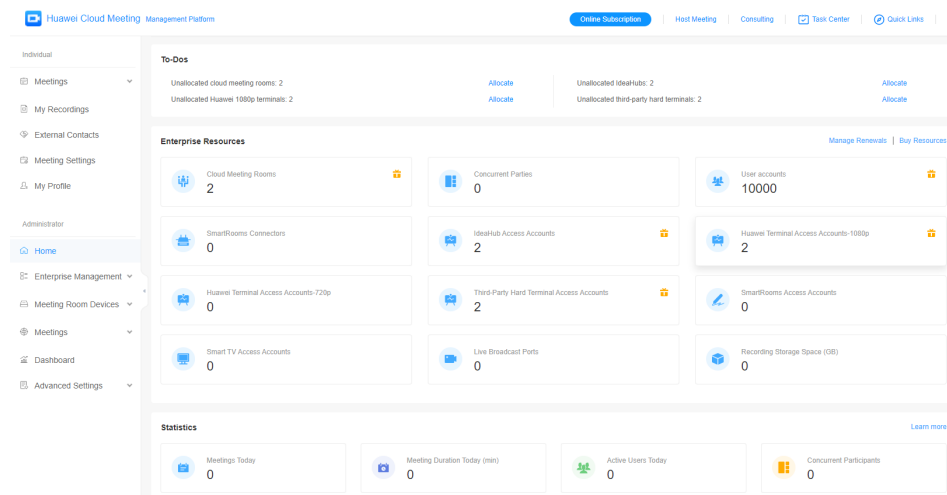 Huawei Cloud Meeting Management Platform
Online Subscription
Host Meeting
Consulting
Task Center
Quick Links
Individual
Meetings
My Recordings
External Contacts
Meeting Settings
My Profile
Administrator
Home
Enterprise Management
Meeting Room Devices
Meetings
Dashboard
Advanced Settings
To-Dos
Unallocated cloud meeting rooms: 2 Allocate
Unallocated IdeaHubs: 2 Allocate
Unallocated Huawei 1080p terminals: 2 Allocate
Unallocated third-party hard terminals: 2 Allocate
Enterprise Resources
Manage Renewals | Buy Resources
Cloud Meeting Rooms
2
Concurrent Parties
0
User accounts
10000
SmartRooms Connectors
0
IdeaHub Access Accounts
2
Huawei Terminal Access Accounts-1080p
2
Huawei Terminal Access Accounts-720p
0
Third-Party Hard Terminal Access Accounts
2
SmartRooms Access Accounts
0
Smart TV Access Accounts
0
Live Broadcast Ports
0
Recording Storage Space (GB)
0
Statistics
Learn more
Meetings Today
0
Meeting Duration Today (min)
0
Active Users Today
0
Concurrent Participants
0